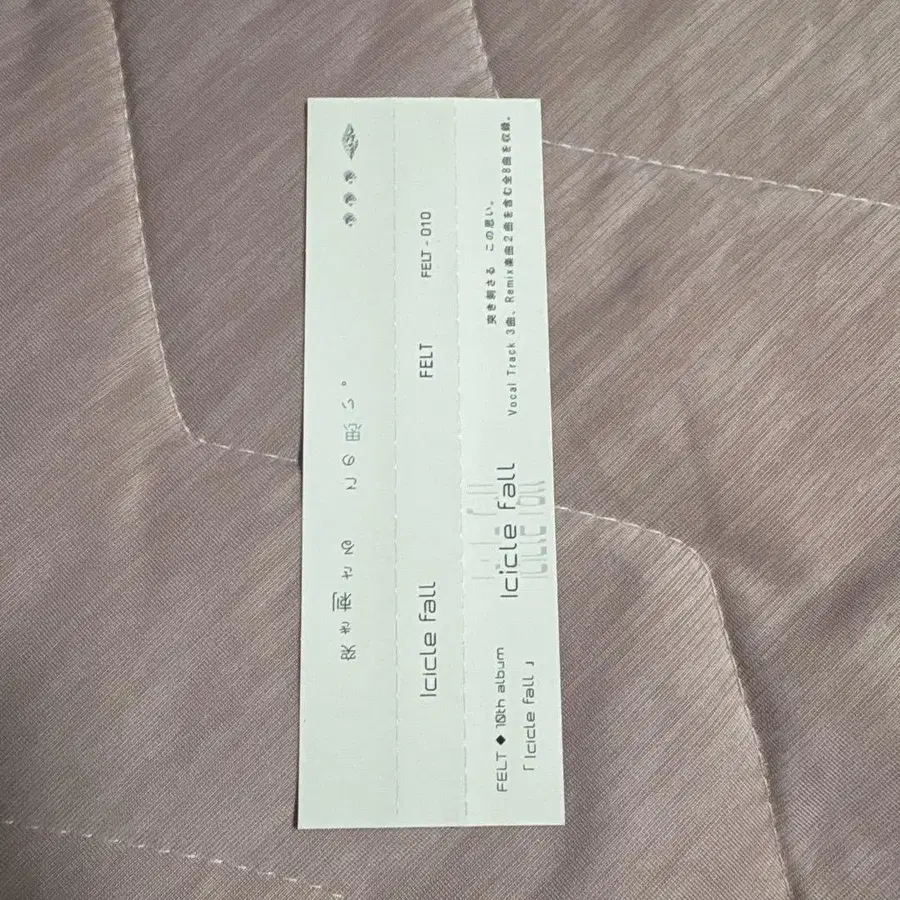 突き刺さる この思い。
Icicle fall FELT FELT - 010
FELT ◆ 10th album
「Icicle fall」
Icicle fall
突き刺さる この思い。
Vocal Track 3曲、Remix楽曲2曲を含む全8曲を収録。